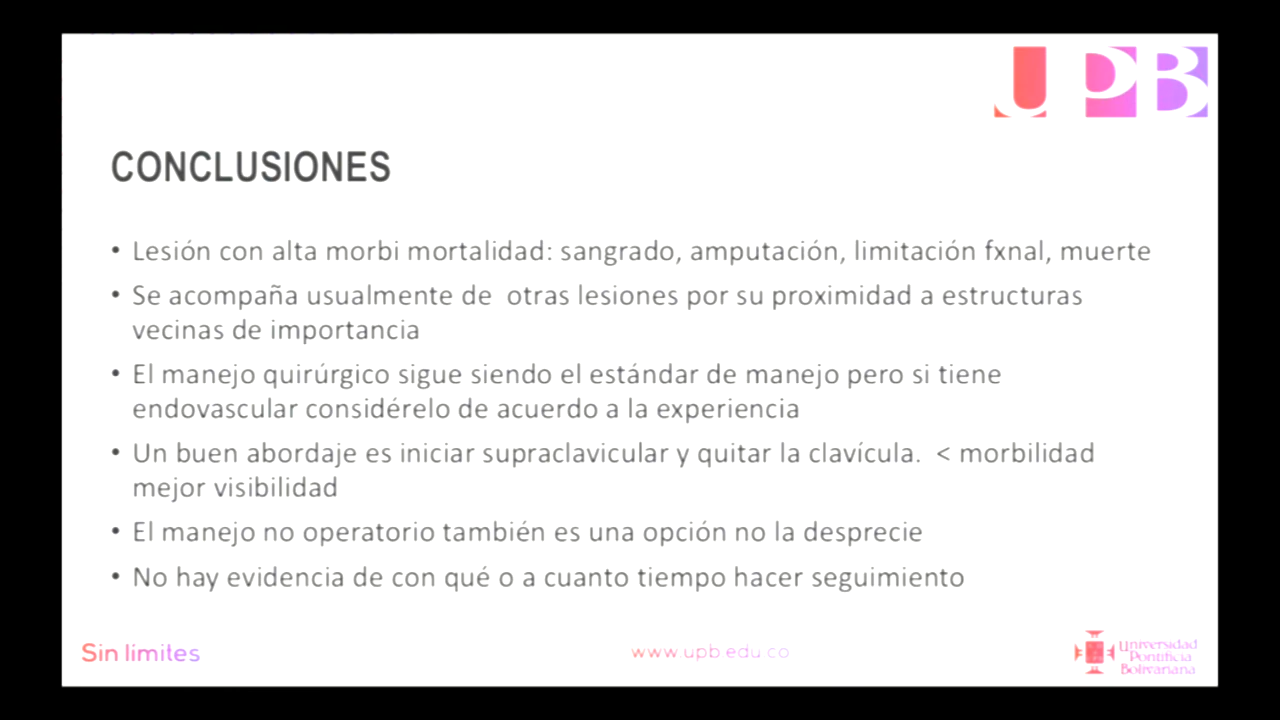 UPB
CONCLUSIONES
• Lesión con alta morbi mortalidad: sangrado, amputación, limitación fxnal, muerte
• Se acompaña usualmente de otras lesiones por su proximidad a estructuras
vecinas de importancia
• El manejo quirúrgico sigue siendo el estándar de manejo pero si tiene
endovascular considérelo de acuerdo a la experiencia
• Un buen abordaje es iniciar supraclavicular y quitar la clavícula. < morbilidad
mejor visibilidad
• El manejo no operatorio también es una opción no la desprecie
• No hay evidencia de con qué o a cuanto tiempo hacer seguimiento
Sin límites
www.upb.edu.co
Universidad
Pontificia
Bolivariana